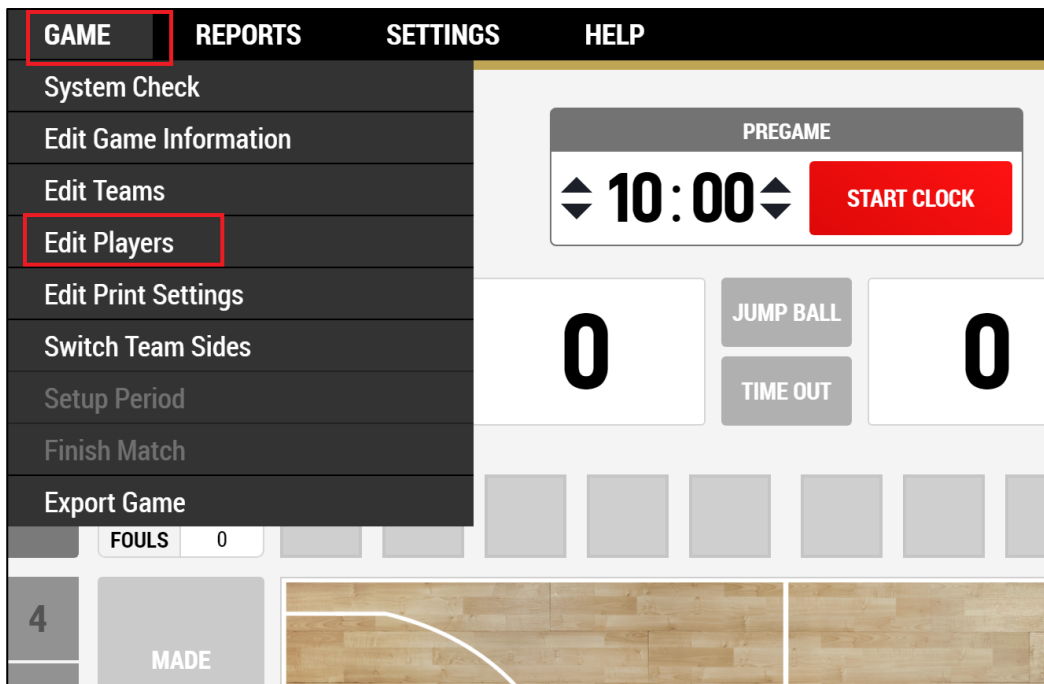 GAME REPORTS SETTINGS HELP
System Check
Edit Game Information
Edit Teams
Edit Players
Edit Print Settings
Switch Team Sides
Setup Period
Finish Match
Export Game
PREGAME
10:00 START CLOCK
0 JUMP BALL 0
TIME OUT
FOULS 0
4
MADE